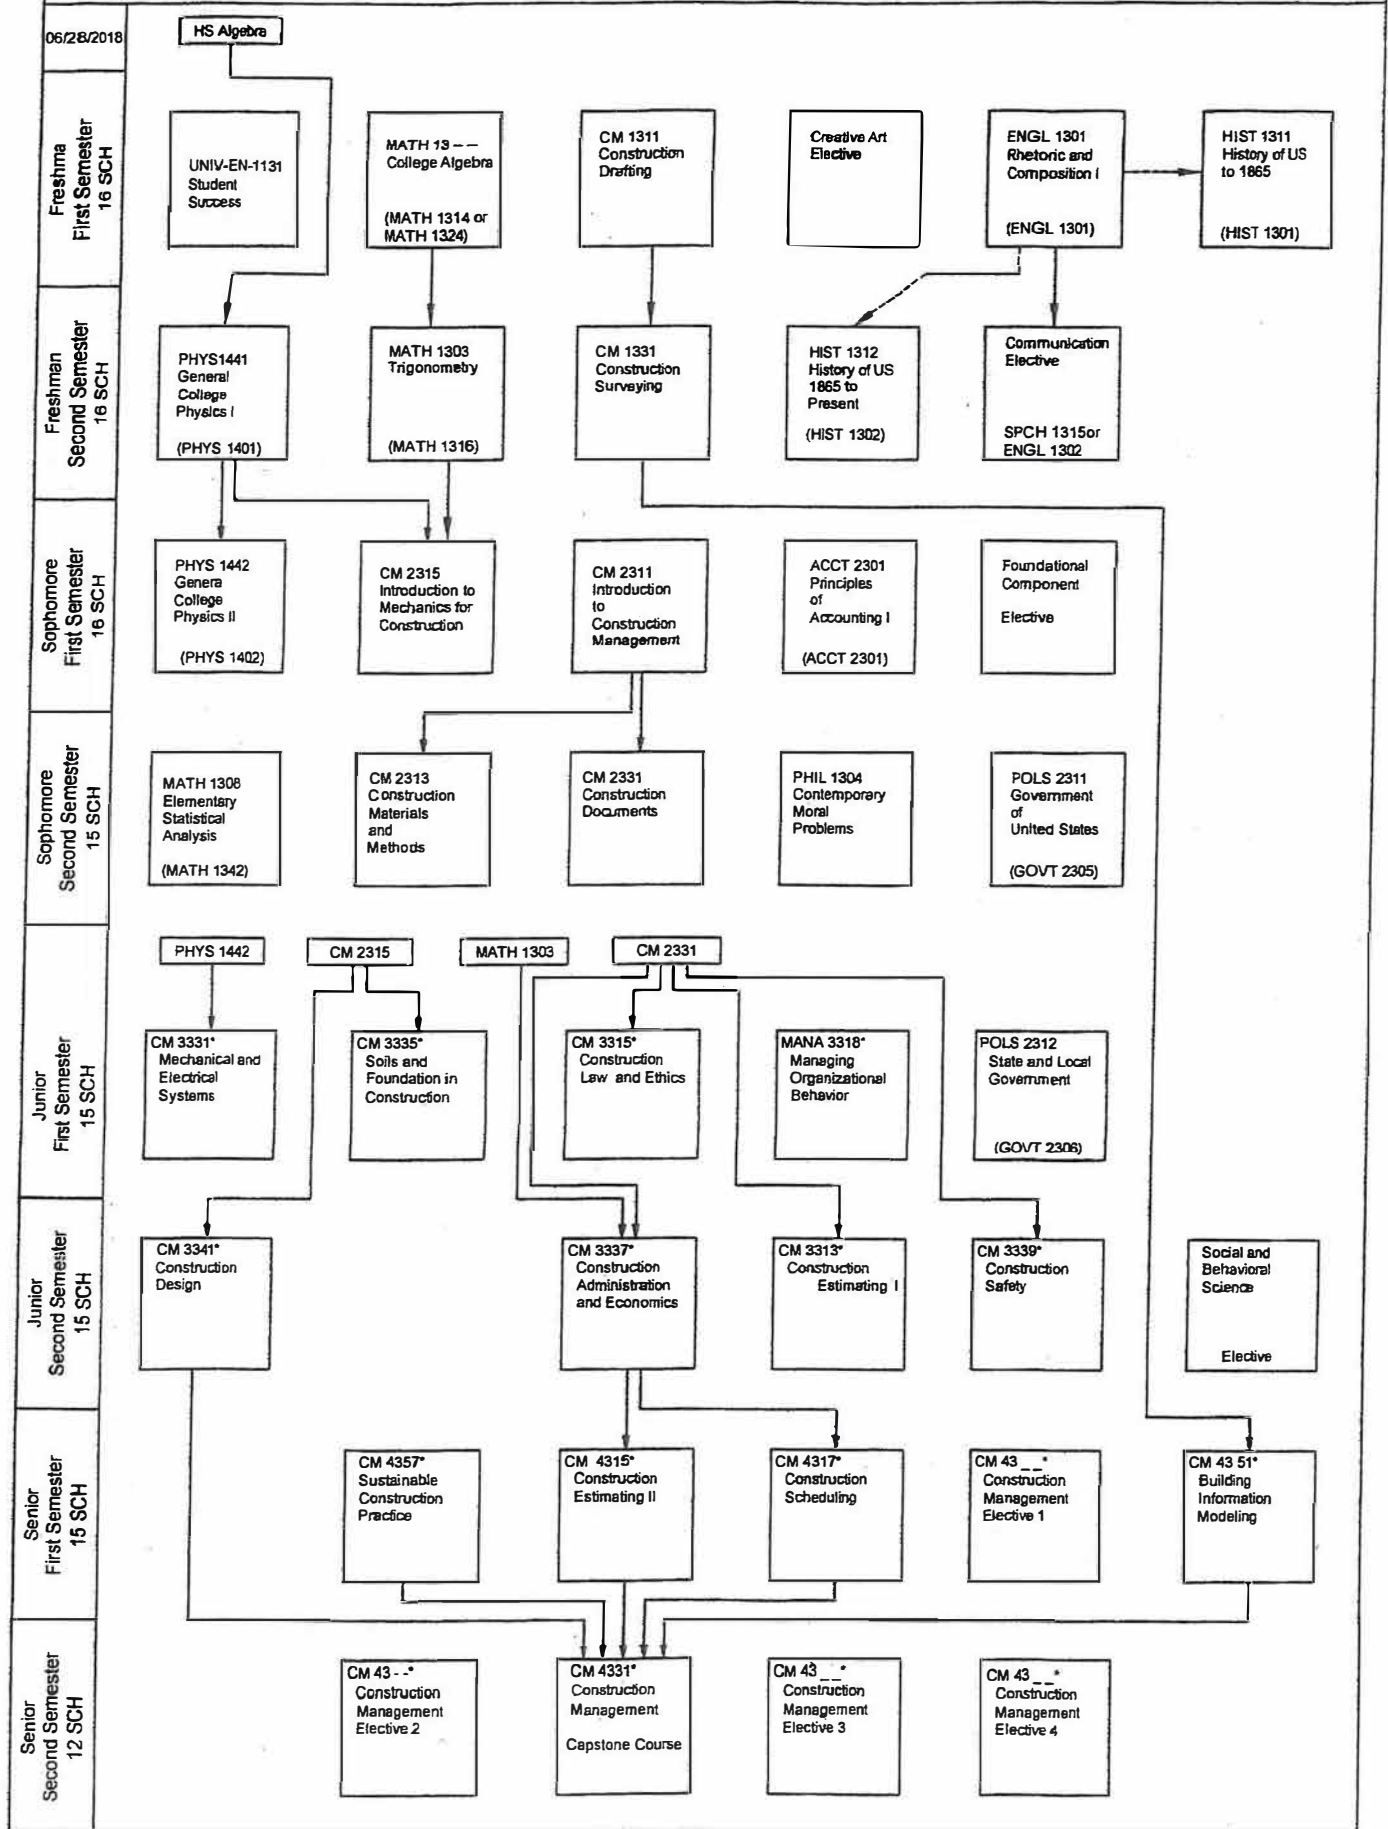 06/28/2018
HS Algebra
Freshma
First Semester
16 SCH
UNIV-EN-1131
Student
Success
MATH 13 – –
College Algebra
(MATH 1314 or
MATH 1324)
CM 1311
Construction
Drafting
Creative Art
Elective
ENGL 1301
Rhetoric and
Composition I
(ENGL 1301)
HIST 1311
History of US
to 1865
(HIST 1301)
Freshman
Second Semester
16 SCH
PHYS1441
General
College
Physics I
(PHYS 1401)
MATH 1303
Trigonometry
(MATH 1316)
CM 1331
Construction
Surveying
HIST 1312
History of US
1865 to
Present
(HIST 1302)
Communication
Elective
SPCH 1315or
ENGL 1302
Sophomore
First Semester
16 SCH
PHYS 1442
Genera
College
Physics II
(PHYS 1402)
CM 2315
Introduction to
Mechanics for
Construction
CM 2311
Introduction
to
Construction
Management
ACCT 2301
Principles
of
Accounting I
(ACCT 2301)
Foundational
Component
Elective
Sophomore
Second Semester
15 SCH
MATH 1308
Elementary
Statistical
Analysis
(MATH 1342)
CM 2313
Construction
Materials
and
Methods
CM 2331
Construction
Documents
PHIL 1304
Contemporary
Moral
Problems
POLS 2311
Government
of
United States
(GOVT 2305)
PHYS 1442
CM 2315
MATH 1303
CM 2331
Junior
First Semester
15 SCH
CM 3331*
Mechanical and
Electrical
Systems
CM 3335*
Soils and
Foundation in
Construction
CM 3315*
Construction
Law and Ethics
MANA 3318*
Managing
Organizational
Behavior
POLS 2312
State and Local
Government
(GOVT 2306)
Junior
Second Semester
15 SCH
CM 3341*
Construction
Design
CM 3337*
Construction
Administration
and Economics
CM 3313*
Construction
Estimating I
CM 3339*
Construction
Safety
Social and
Behavioral
Science
Elective
Senior
First Semester
15 SCH
CM 4357*
Sustainable
Construction
Practice
CM 4315*
Construction
Estimating II
CM 4317*
Construction
Scheduling
CM 43 _ _*
Construction
Management
Elective 1
CM 43 51*
Building
Information
Modeling
Senior
Second Semester
12 SCH
CM 43 - -*
Construction
Management
Elective 2
CM 4331*
Construction
Management
Capstone Course
CM 43 _ _*
Construction
Management
Elective 3
CM 43 _ _*
Construction
Management
Elective 4